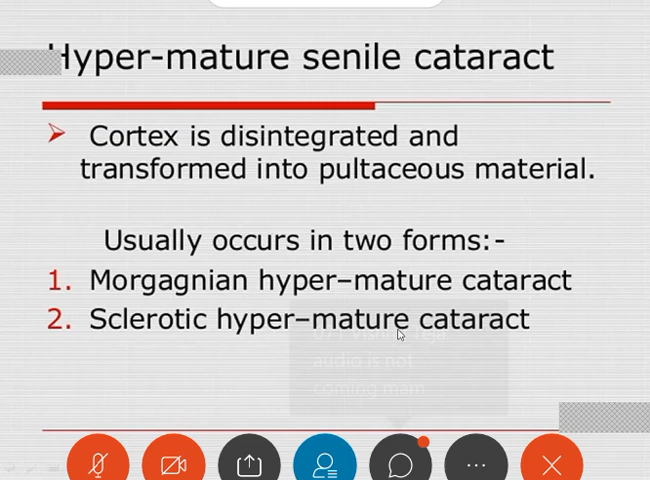 Hyper-mature senile cataract
➢ Cortex is disintegrated and
transformed into pultaceous material.
Usually occurs in two forms:-
1. Morgagnian hyper–mature cataract
2. Sclerotic hyper–mature cataract
audio is not
coming mam